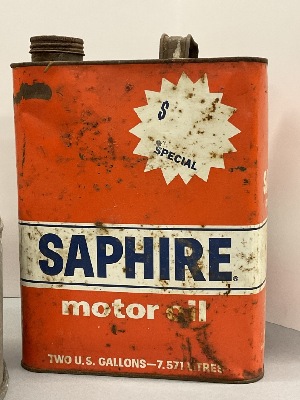 $
SPECIAL
SAPHIRE®
motor oil
TWO U.S. GALLONS—7.571 LITRES